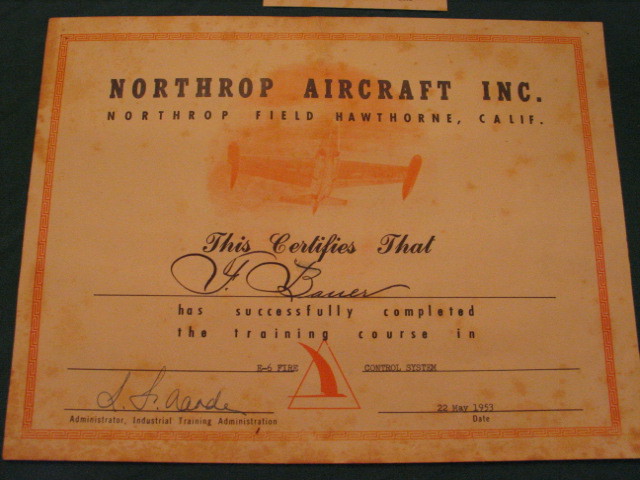 NORTHROP AIRCRAFT INC.
NORTHROP FIELD HAWTHORNE, CALIF.
This Certifies That
F. Bauer
has successfully completed
the training course in
E-6 FIRE CONTROL SYSTEM
22 May 1953
Administrator, Industrial Training Administration
Date